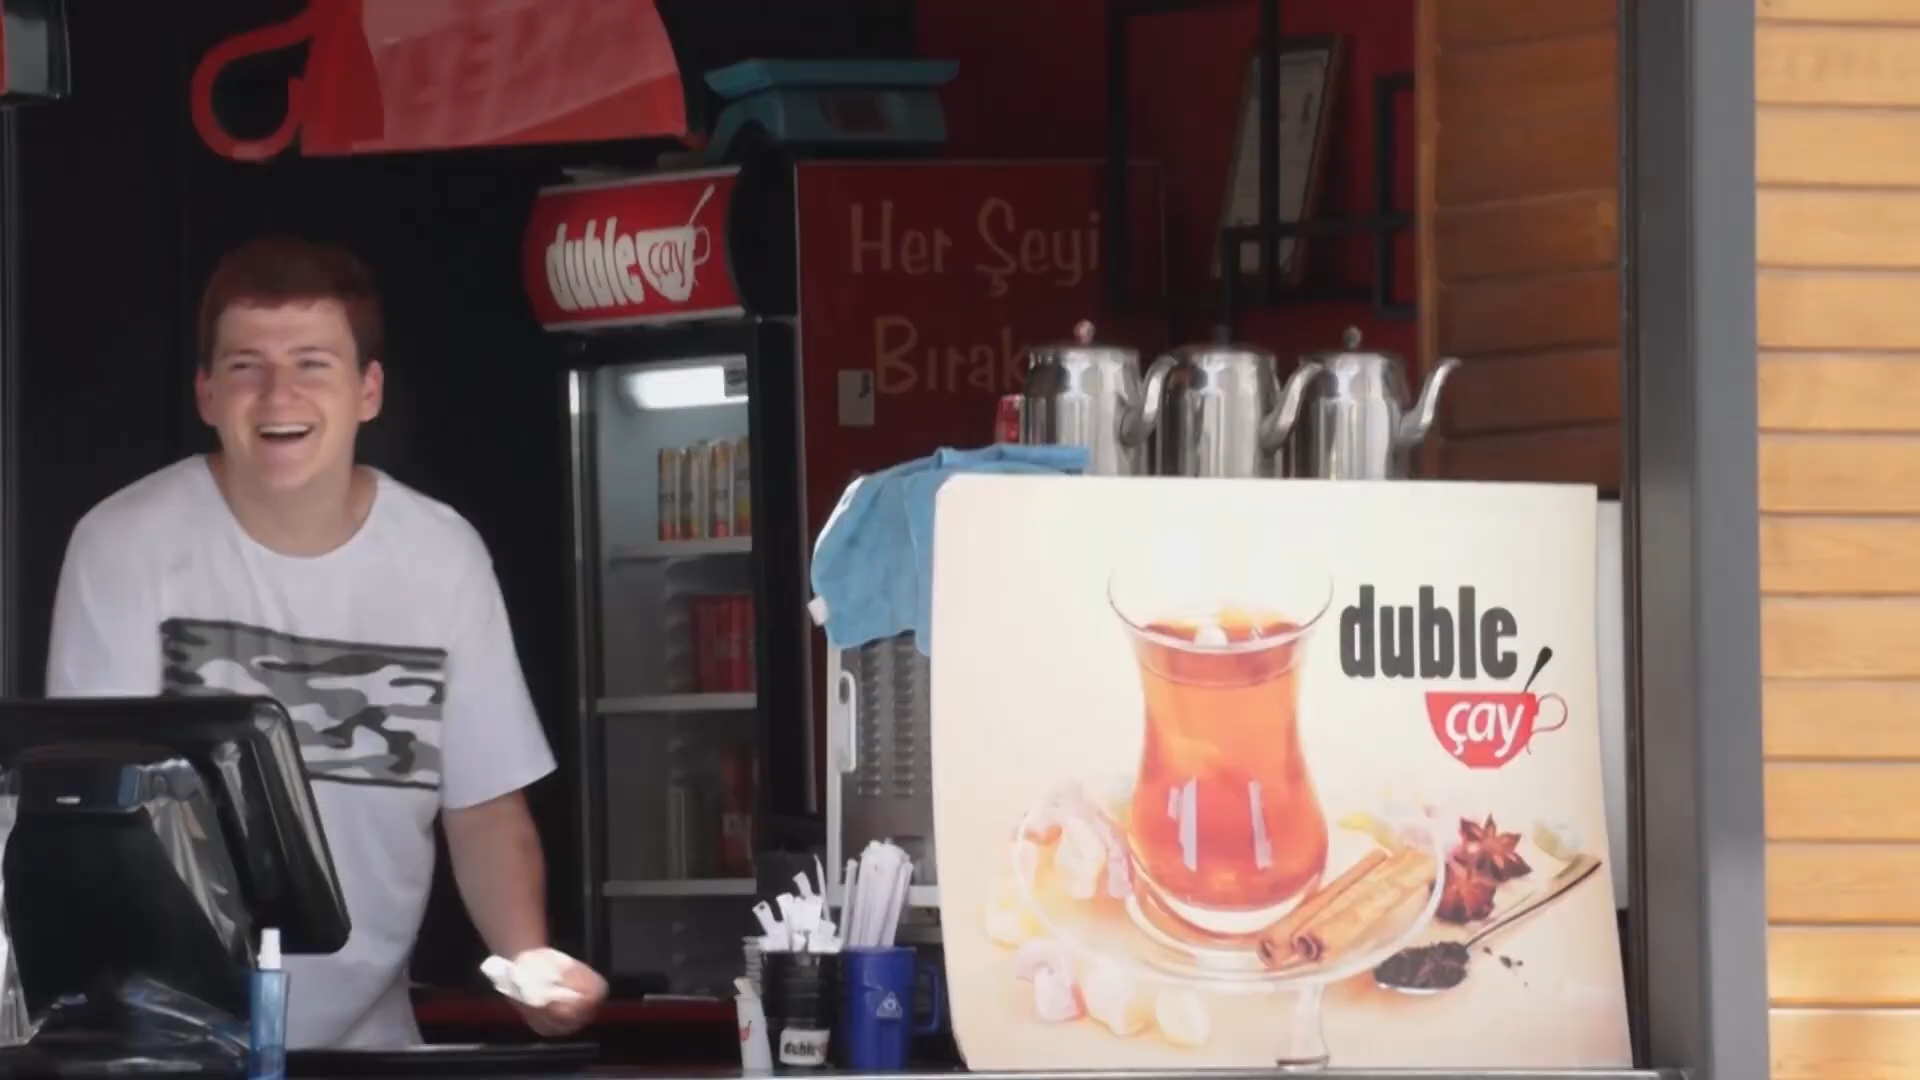 duble
çay
Her Şeyi
Bırak
duble
çay
duble